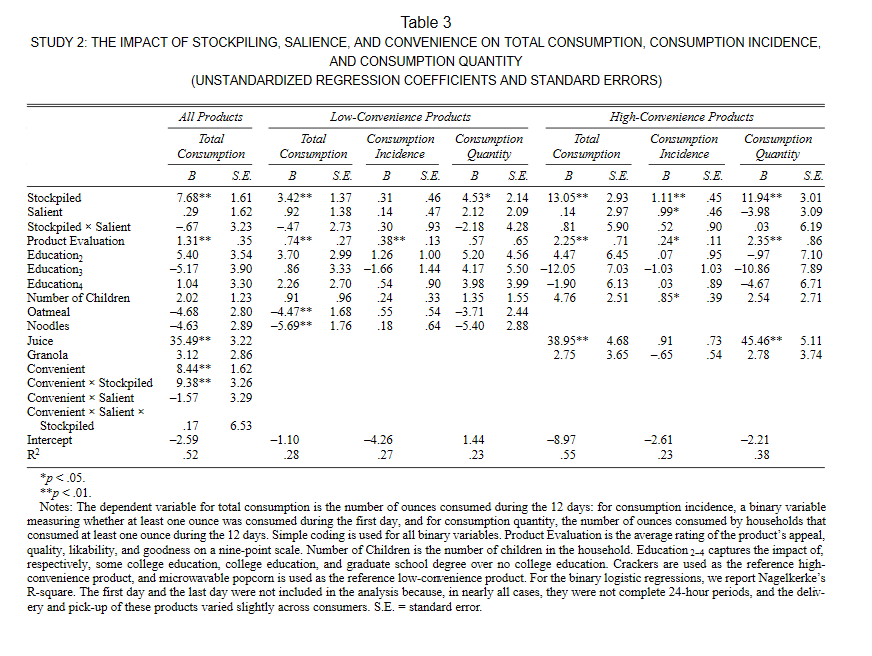 Table 3
STUDY 2: THE IMPACT OF STOCKPILING, SALIENCE, AND CONVENIENCE ON TOTAL CONSUMPTION, CONSUMPTION INCIDENCE,
AND CONSUMPTION QUANTITY
(UNSTANDARDIZED REGRESSION COEFFICIENTS AND STANDARD ERRORS)
All Products Low-Convenience Products High-Convenience Products
Total Total Consumption Consumption Total Consumption Consumption
Consumption Consumption Incidence Quantity Consumption Incidence Quantity
B S.E. B S.E. B S.E. B S.E. B S.E. B S.E. B S.E.
Stockpiled 7.68** 1.61 3.42** 1.37 .31 .46 4.53* 2.14 13.05** 2.93 1.11** .45 11.94** 3.01
Salient .29 1.62 .92 1.38 .14 .47 2.12 2.09 .14 2.97 .99* .46 –3.98 3.09
Stockpiled × Salient –.67 3.23 –.47 2.73 .30 .93 –2.18 4.28 .81 5.90 .52 .90 .03 6.19
Product Evaluation 1.31** .35 .74** .27 .38** .13 .57 .65 2.25** .71 .24* .11 2.35** .86
Education2 5.40 3.54 3.70 2.99 1.26 1.00 5.20 4.56 4.47 6.45 .07 .95 –.97 7.10
Education3 –5.17 3.90 .86 3.33 –1.66 1.44 4.17 5.50 –12.05 7.03 –1.03 1.03 –10.86 7.89
Education4 1.04 3.30 2.26 2.70 .54 .90 3.98 3.99 –1.90 6.13 .03 .89 –4.67 6.71
Number of Children 2.02 1.23 .91 .96 .24 .33 1.35 1.55 4.76 2.51 .85* .39 2.54 2.71
Oatmeal –4.68 2.80 –4.47** 1.68 .55 .54 –3.71 2.44
Noodles –4.63 2.89 –5.69** 1.76 .18 .64 –5.40 2.88
Juice 35.49** 3.22 38.95** 4.68 .91 .73 45.46** 5.11
Granola 3.12 2.86 2.75 3.65 –.65 .54 2.78 3.74
Convenient 8.44** 1.62
Convenient × Stockpiled 9.38** 3.26
Convenient × Salient –1.57 3.29
Convenient × Salient ×
Stockpiled .17 6.53
Intercept –2.59 –1.10 –4.26 1.44 –8.97 –2.61 –2.21
R2 .52 .28 .27 .23 .55 .23 .38
*p < .05.
**p < .01.
Notes: The dependent variable for total consumption is the number of ounces consumed during the 12 days: for consumption incidence, a binary variable
measuring whether at least one ounce was consumed during the first day, and for consumption quantity, the number of ounces consumed by households that
consumed at least one ounce during the 12 days. Simple coding is used for all binary variables. Product Evaluation is the average rating of the product's appeal,
quality, likability, and goodness on a nine-point scale. Number of Children is the number of children in the household. Education2–4 captures the impact of,
respectively, some college education, college education, and graduate school degree over no college education. Crackers are used as the reference high-
convenience product, and microwavable popcorn is used as the reference low-convenience product. For the binary logistic regressions, we report Nagelkerke's
R-square. The first day and the last day were not included in the analysis because, in nearly all cases, they were not complete 24-hour periods, and the deliv-
ery and pick-up of these products varied slightly across consumers. S.E. = standard error.